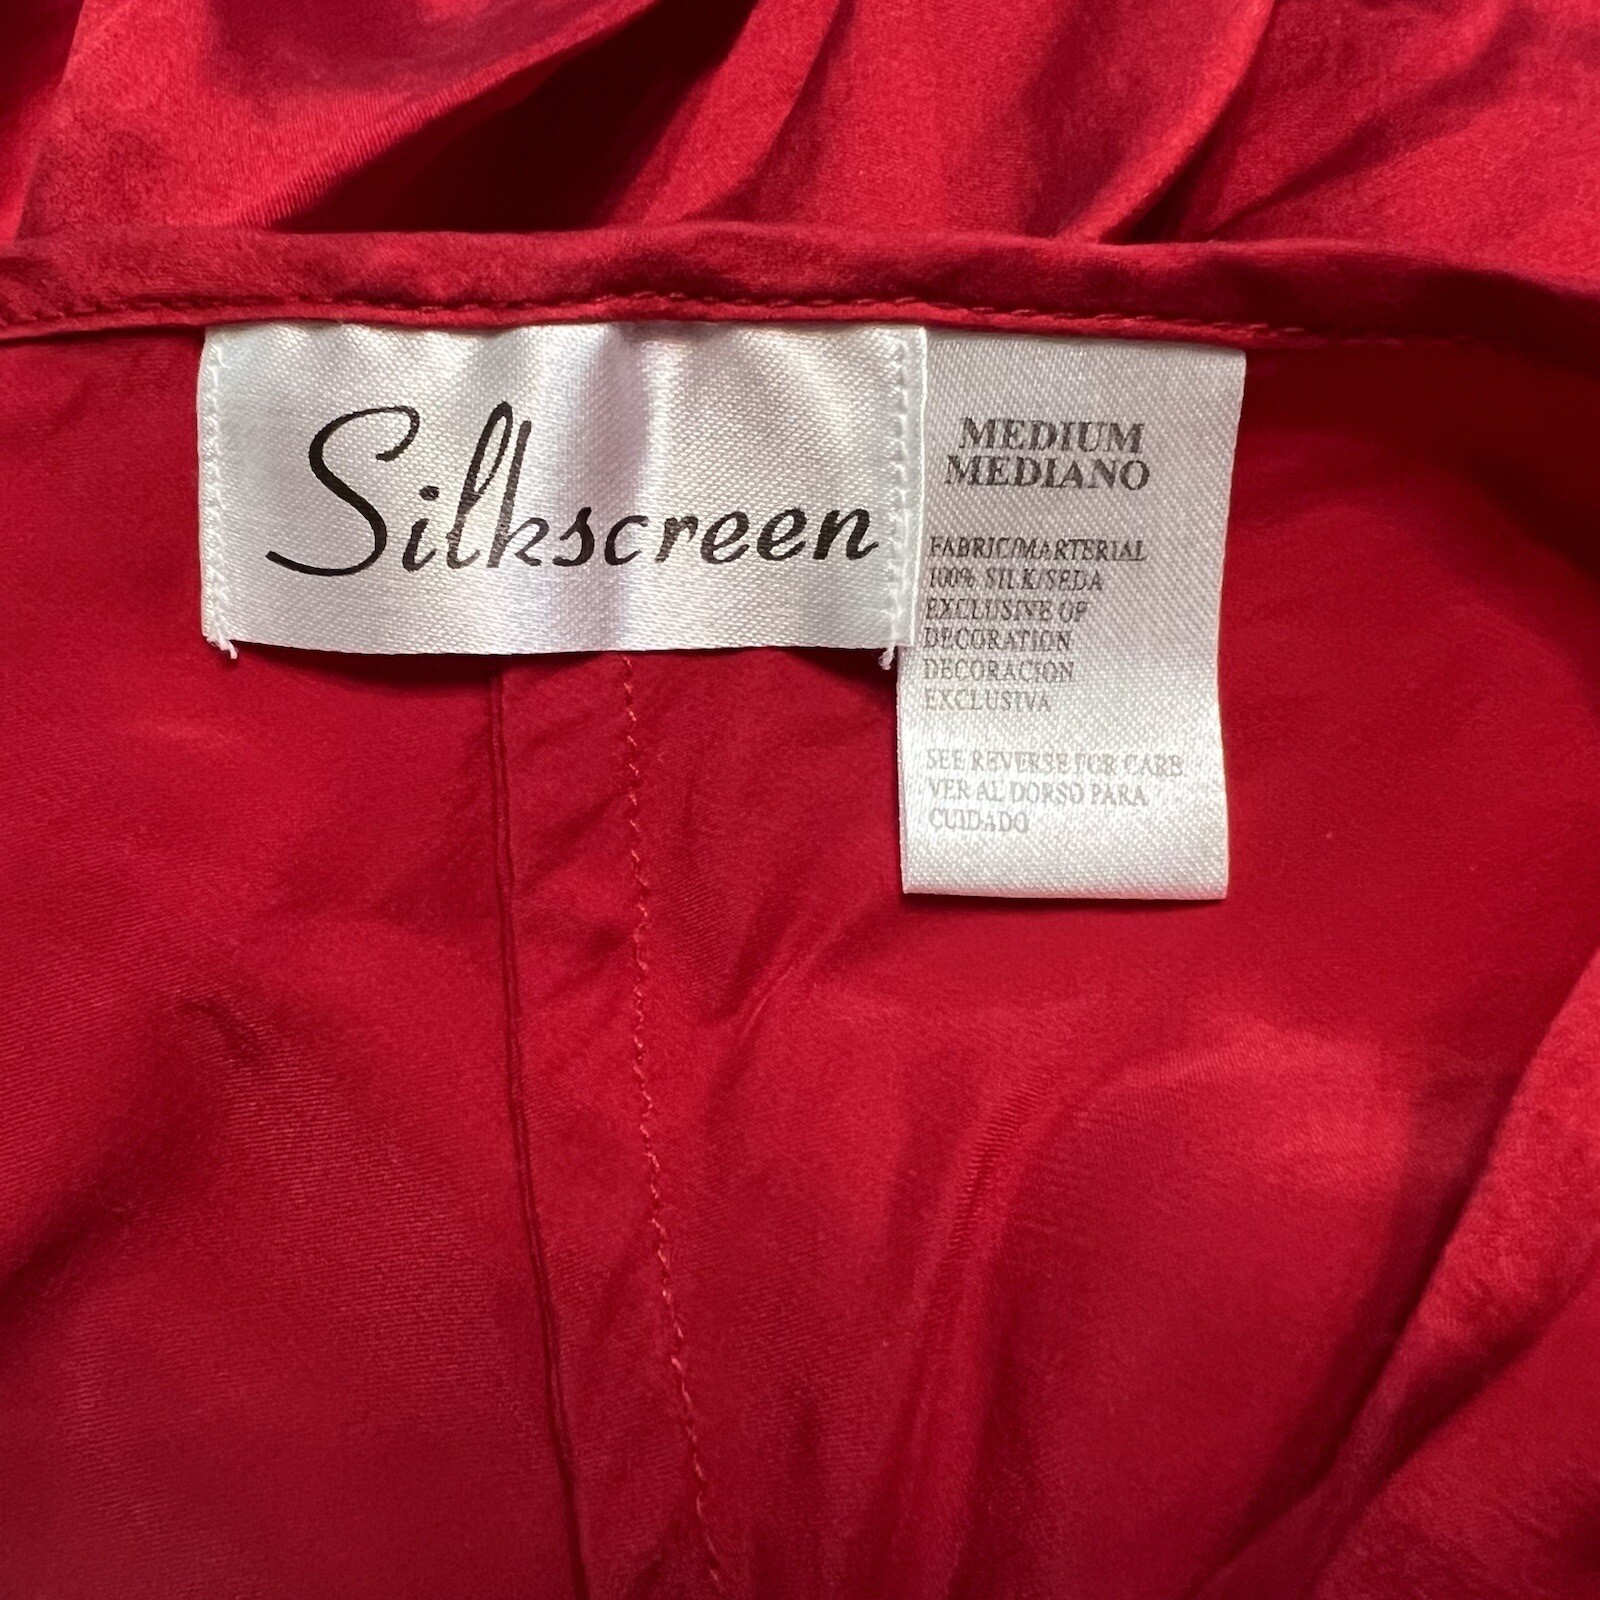 Silkscreen
MEDIUM
MEDIANO
FABRIC/MARTERIAL
100% SILK/SEDA
EXCLUSIVE OF
DECORATION
DECORACION
EXCLUSIVA
SEE REVERSE FOR CARE
VER AL DORSO PARA
CUIDADO